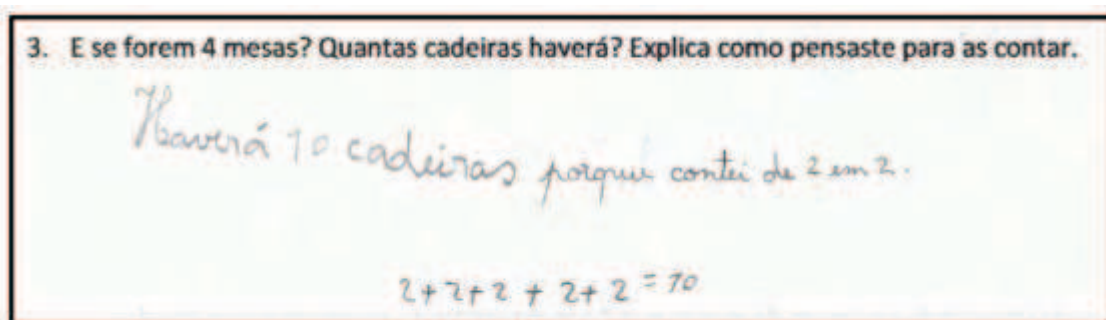 3. E se forem 4 mesas? Quantas cadeiras haverá? Explica como pensaste para as contar.
Haverá 10 cadeiras porque contei de 2 em 2.
2+2+2+2+2=10